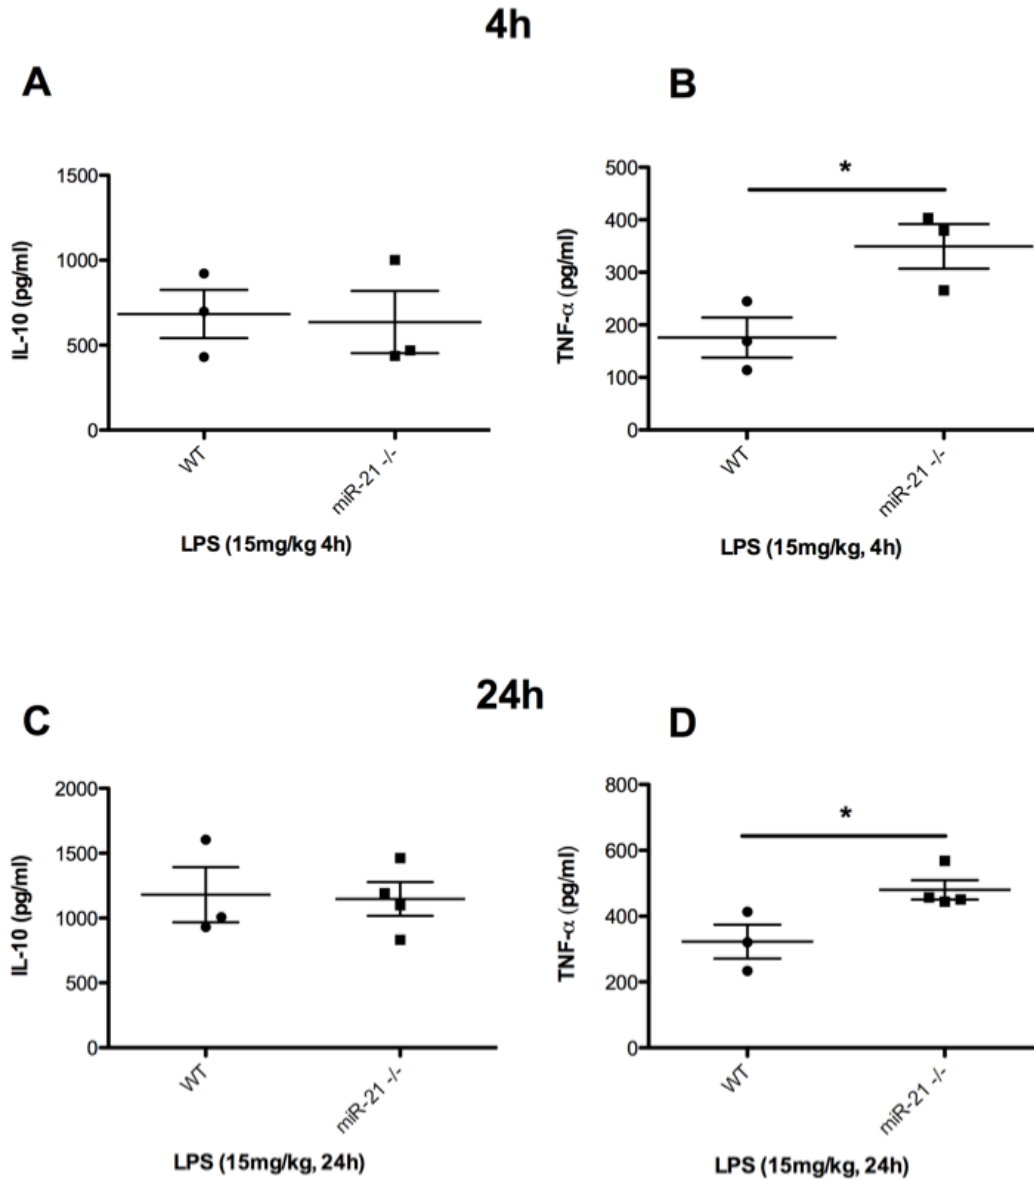 4h
A
B
1500
1000
500
0
IL-10 (pg/ml)
WT
miR-21 -/-
LPS (15mg/kg 4h)
500
400
300
200
100
0
TNF-α (pg/ml)
*
WT
miR-21 -/-
LPS (15mg/kg, 4h)
24h
C
D
2000
1500
1000
500
0
IL-10 (pg/ml)
WT
miR-21 -/-
LPS (15mg/kg, 24h)
800
600
400
200
0
TNF-α (pg/ml)
*
WT
miR-21 -/-
LPS (15mg/kg, 24h)